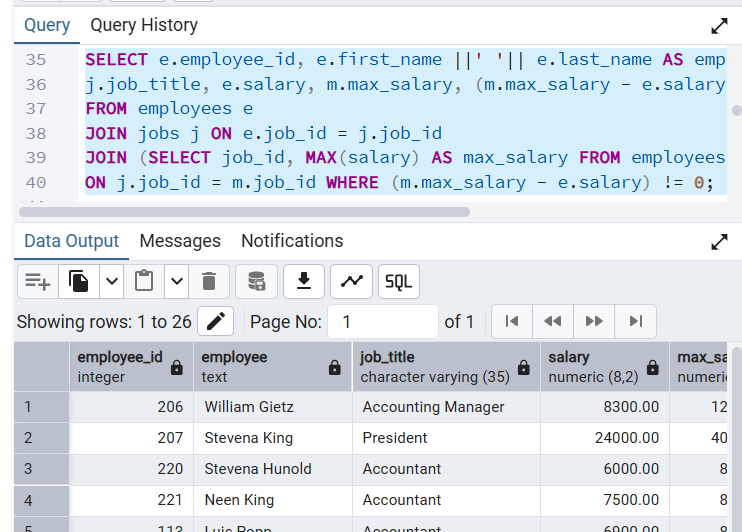 Query Query History
35 SELECT e.employee_id, e.first_name ||' '|| e.last_name AS emp
36 j.job_title, e.salary, m.max_salary, (m.max_salary - e.salary
37 FROM employees e
38 JOIN jobs j ON e.job_id = j.job_id
39 JOIN (SELECT job_id, MAX(salary) AS max_salary FROM employees
40 ON j.job_id = m.job_id WHERE (m.max_salary - e.salary) != 0;
Data Output Messages Notifications
SQL
Showing rows: 1 to 26 Page No: 1 of 1
employee_id employee job_title salary max_sa
integer text character varying (35) numeric (8,2) numeri
1 206 William Gietz Accounting Manager 8300.00 12
2 207 Stevena King President 24000.00 40
3 220 Stevena Hunold Accountant 6000.00 8
4 221 Neen King Accountant 7500.00 8
5 113 Luis Popp Accountant 6900.00 8